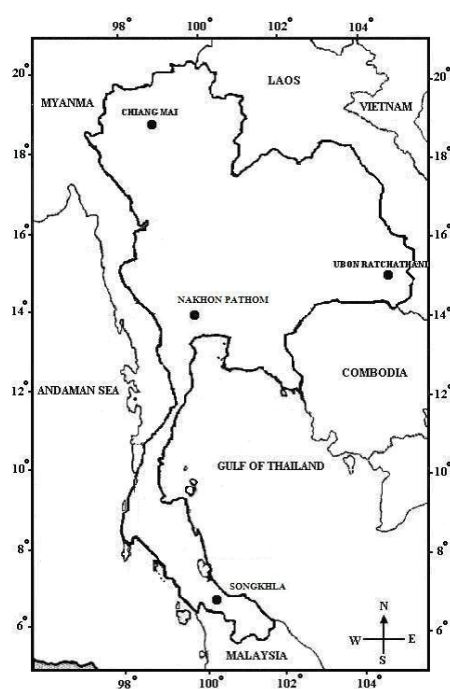 98° 100 102° 104°
20°
20°
LAOS
MYANMA
VIETNAM
CHIANG MAI
18°
18°
16°
16°
UBON RATCHATHANI
NAKHON PATHOM
14°
14°
COMBODIA
ANDAMAN SEA
12°
12°
GULF OF THAILAND
10°
10°
8°
8°
SONGKHLA
6°
6°
N
W E
S
MALAYSIA
98 100 102° 104°